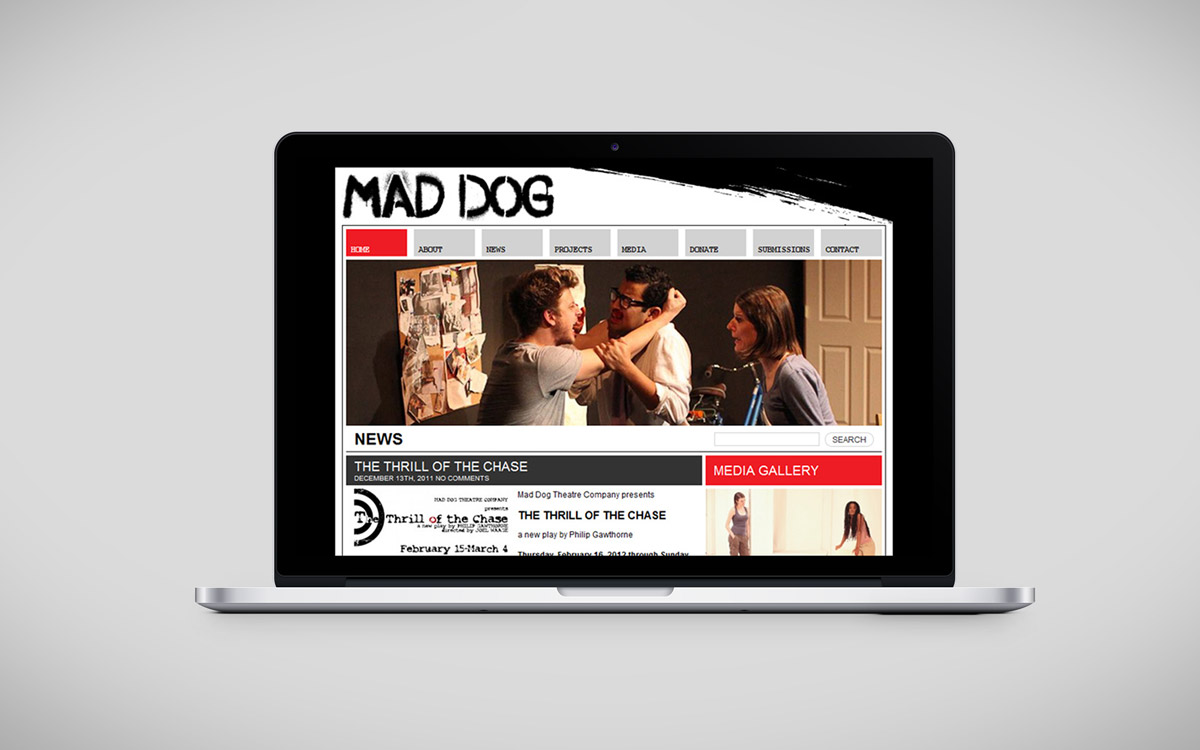 MAD DOG
HOME ABOUT NEWS PROJECTS MEDIA DONATE SUBMISSIONS CONTACT
NEWS
SEARCH
THE THRILL OF THE CHASE
DECEMBER 13TH, 2011 NO COMMENTS
MEDIA GALLERY
MAD DOG THEATRE COMPANY
presents
The Thrill of the Chase
a new play by PHILIP GAWTHORNE
directed by JOEL WAAGE
February 15-March 4
Mad Dog Theatre Company presents
THE THRILL OF THE CHASE
a new play by Philip Gawthorne
Thursday, February 16, 2012 through Sunday